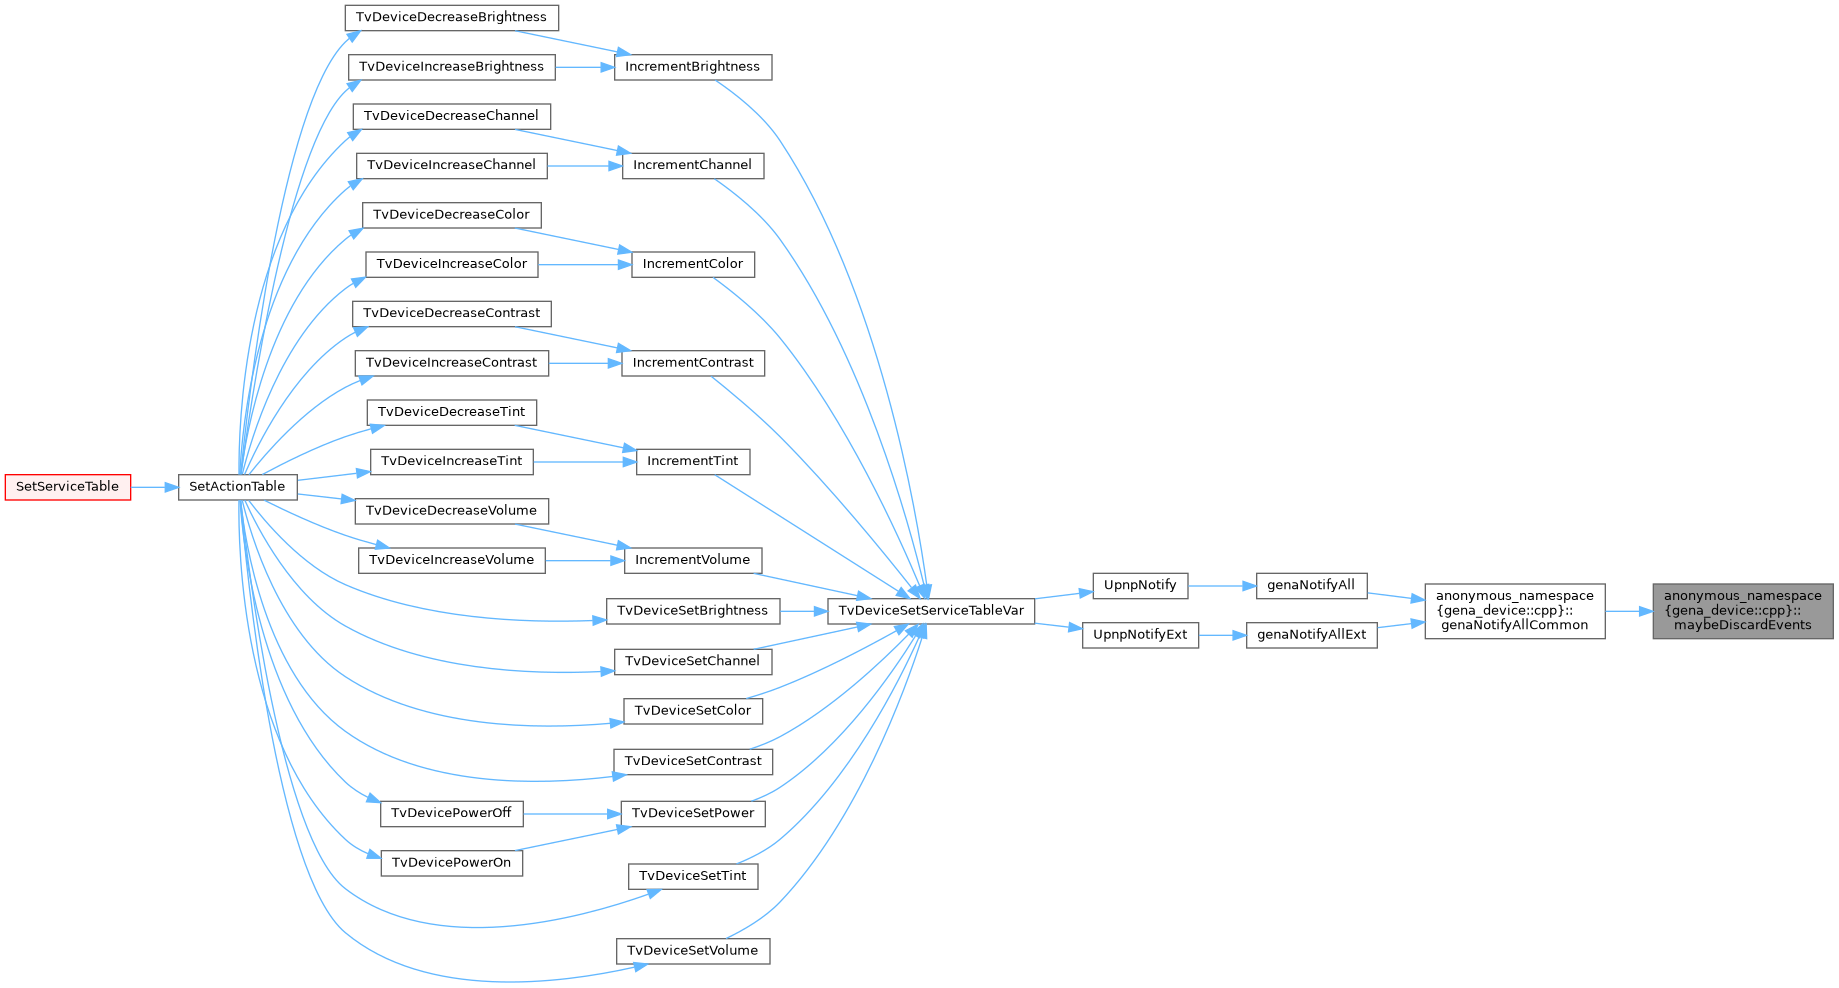 SetServiceTable
SetActionTable
TvDeviceDecreaseBrightness
TvDeviceIncreaseBrightness
TvDeviceDecreaseChannel
TvDeviceIncreaseChannel
TvDeviceDecreaseColor
TvDeviceIncreaseColor
TvDeviceDecreaseContrast
TvDeviceIncreaseContrast
TvDeviceDecreaseTint
TvDeviceIncreaseTint
TvDeviceDecreaseVolume
TvDeviceIncreaseVolume
TvDevicePowerOff
TvDevicePowerOn
IncrementBrightness
IncrementChannel
IncrementColor
IncrementContrast
IncrementTint
IncrementVolume
TvDeviceSetBrightness
TvDeviceSetChannel
TvDeviceSetColor
TvDeviceSetContrast
TvDeviceSetPower
TvDeviceSetTint
TvDeviceSetVolume
TvDeviceSetServiceTableVar
UpnpNotify
UpnpNotifyExt
genaNotifyAll
genaNotifyAllExt
anonymous_namespace
{gena_device::cpp}::
genaNotifyAllCommon
anonymous_namespace
{gena_device::cpp}::
maybeDiscardEvents